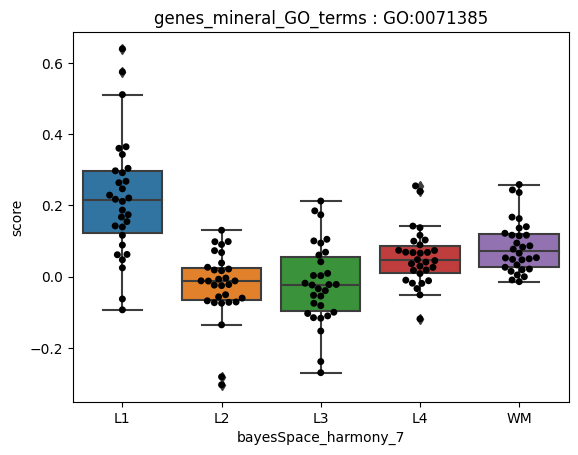 genes_mineral_GO_terms : GO:0071385
score
0.6
0.4
0.2
0.0
−0.2
L1 L2 L3 L4 WM
bayesSpace_harmony_7